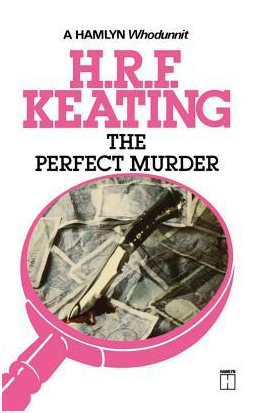 A HAMLYN Whodunnit
H.R.F.
KEATING
THE
PERFECT MURDER
HAMLYN
H